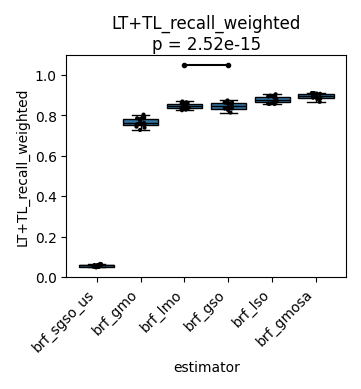 LT+TL_recall_weighted
p = 2.52e-15
LT+TL_recall_weighted
1.0
0.8
0.6
0.4
0.2
0.0
brf_sgso_us
brf_gmo
brf_lmo
brf_gso
brf_lso
brf_gmosa
estimator